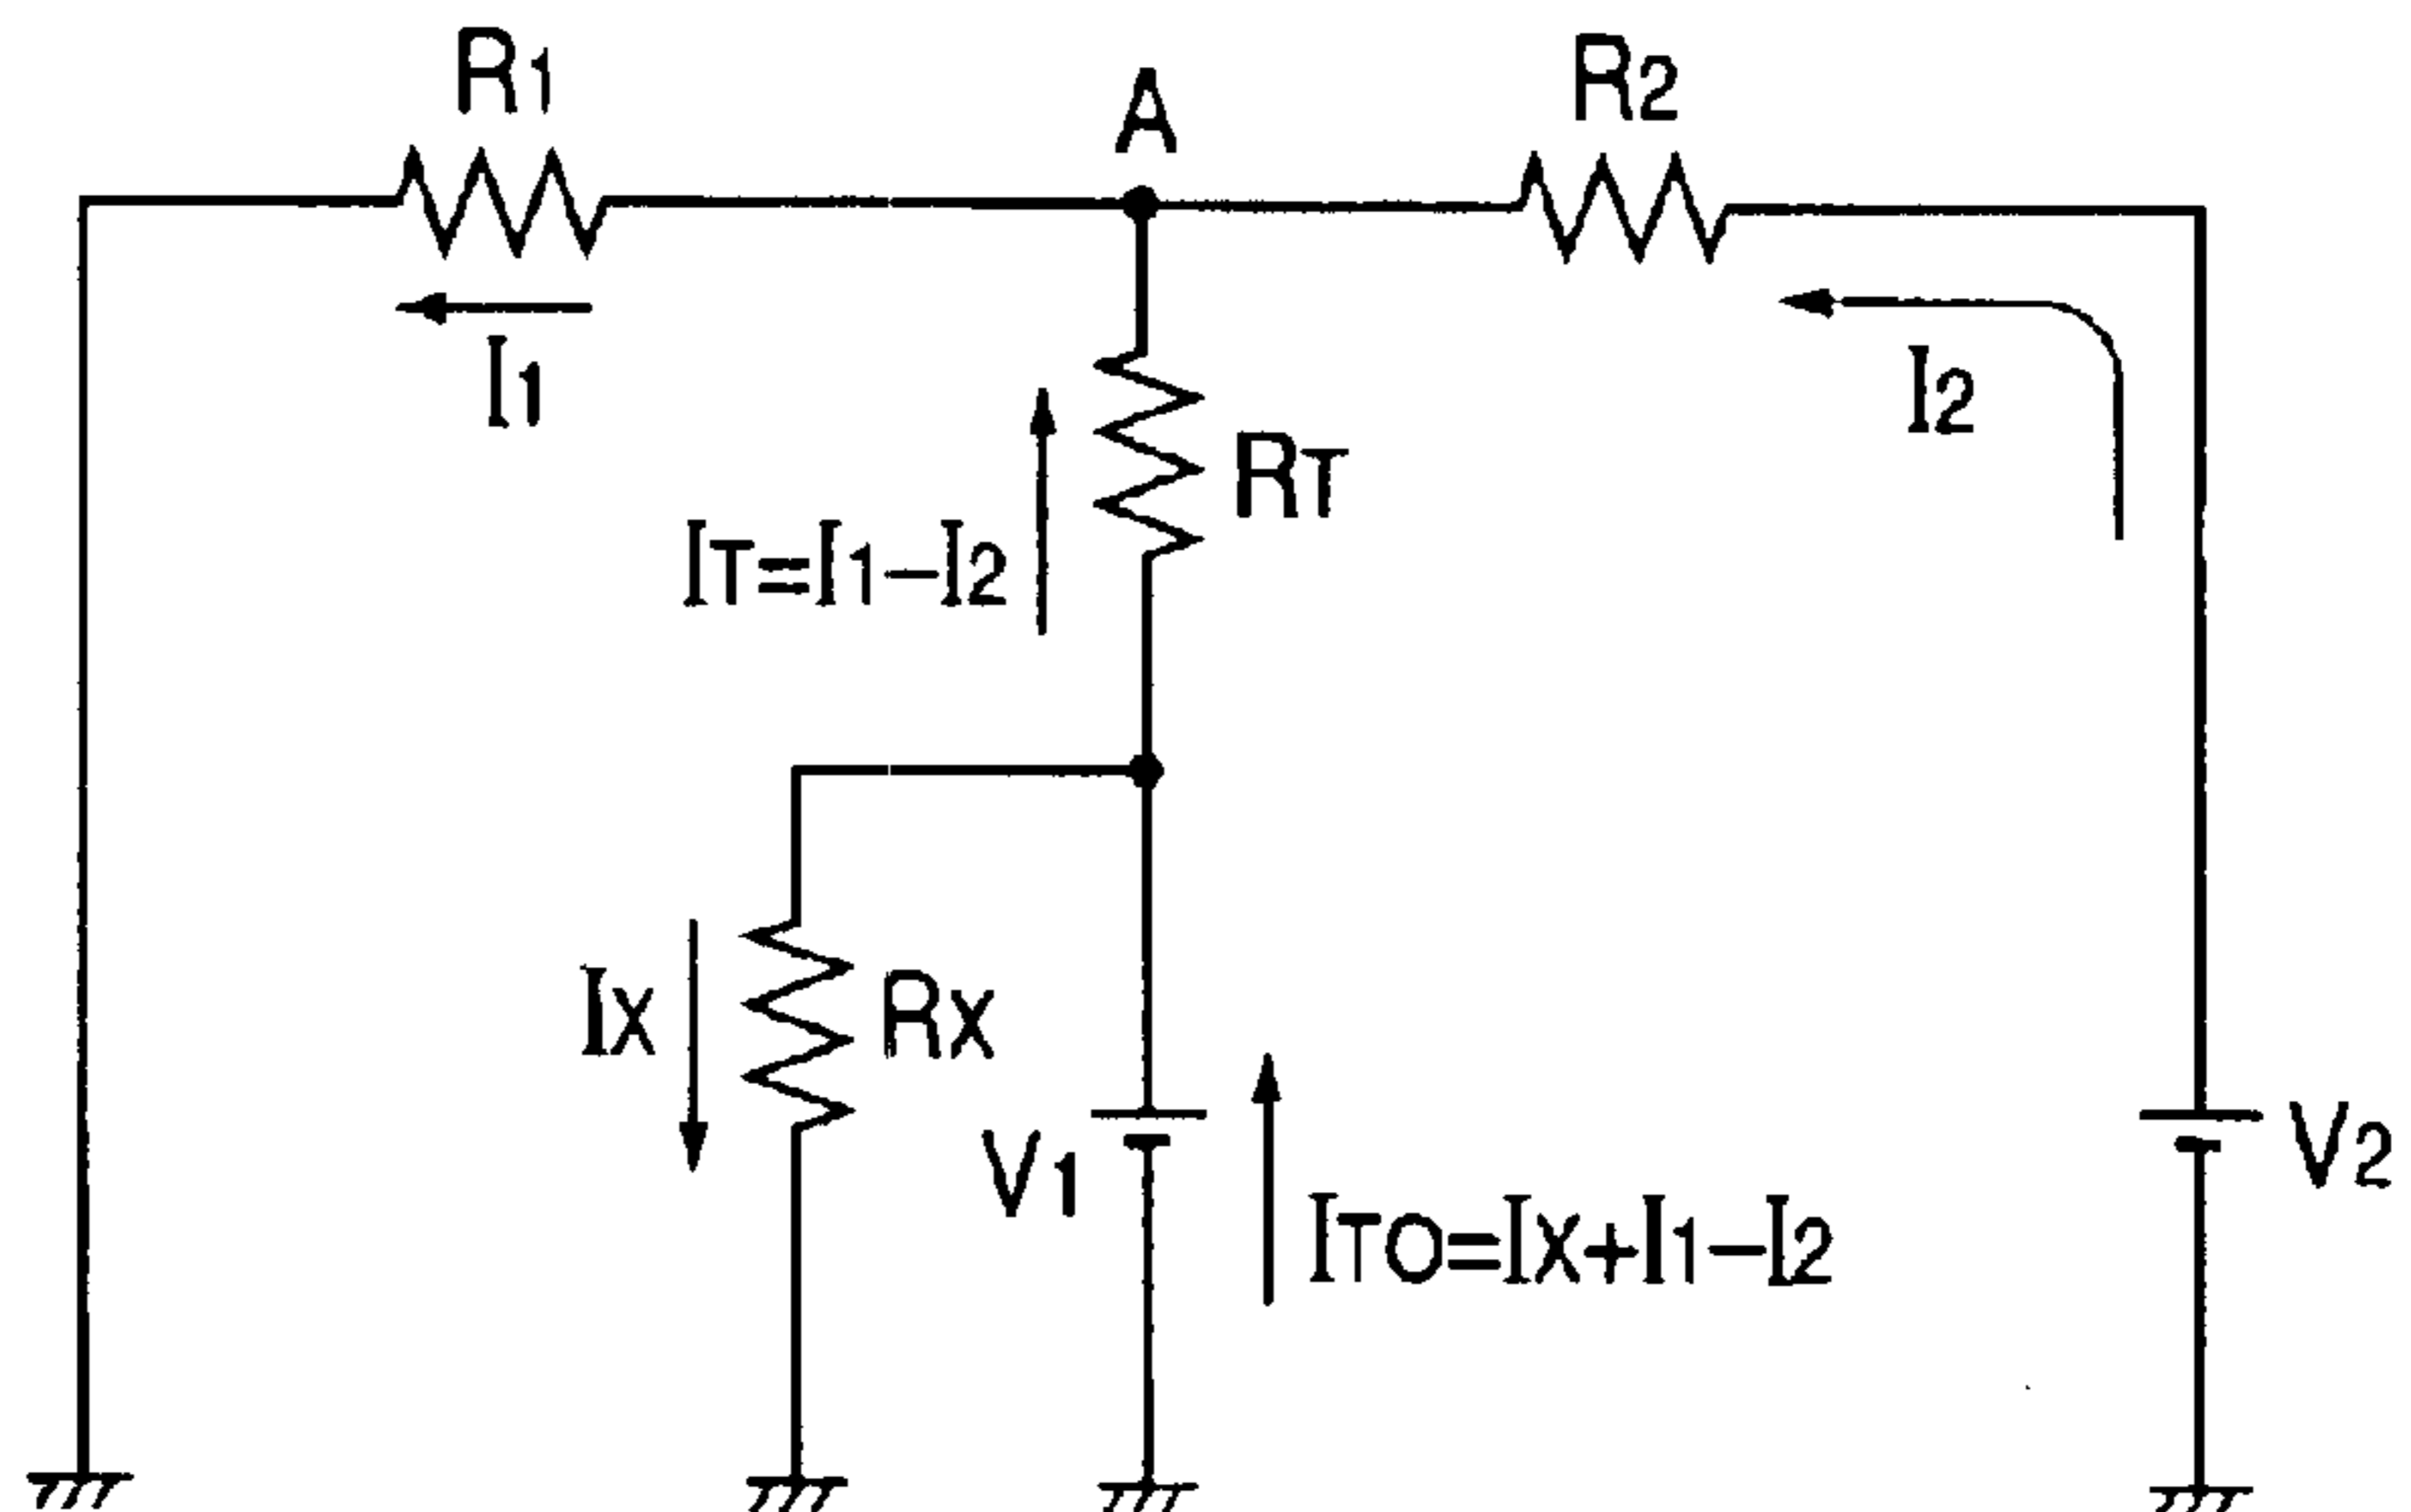 R1
A
R2
I1
I2
RT
IT=I1−I2
IX
RX
V1
V2
ITO=IX+I1−I2